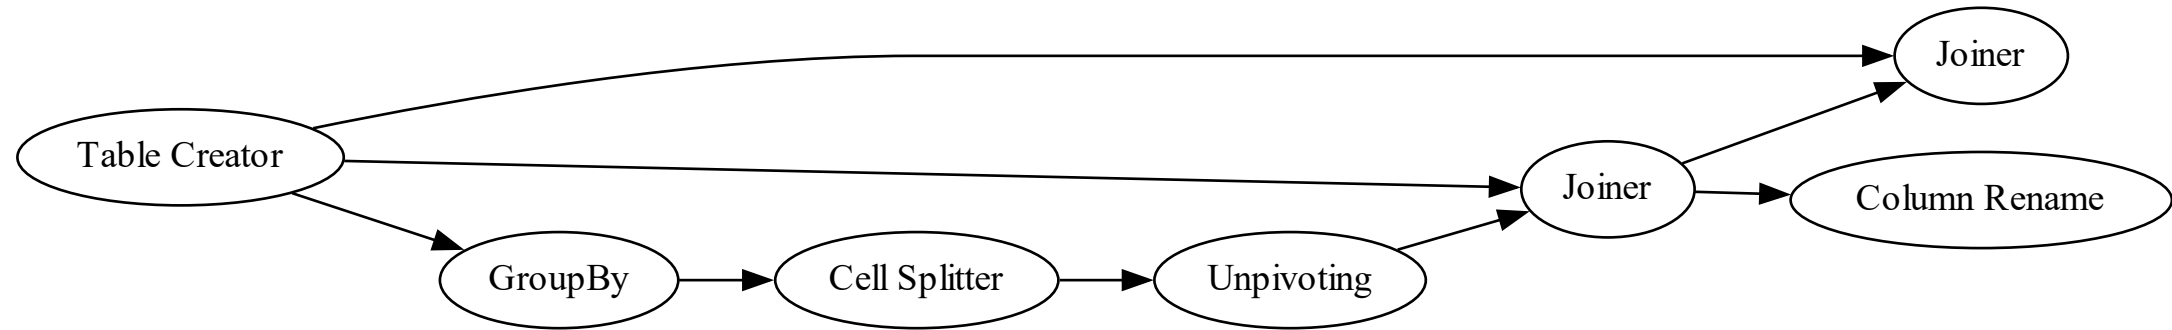 Joiner
Table Creator
Joiner
Column Rename
GroupBy
Cell Splitter
Unpivoting